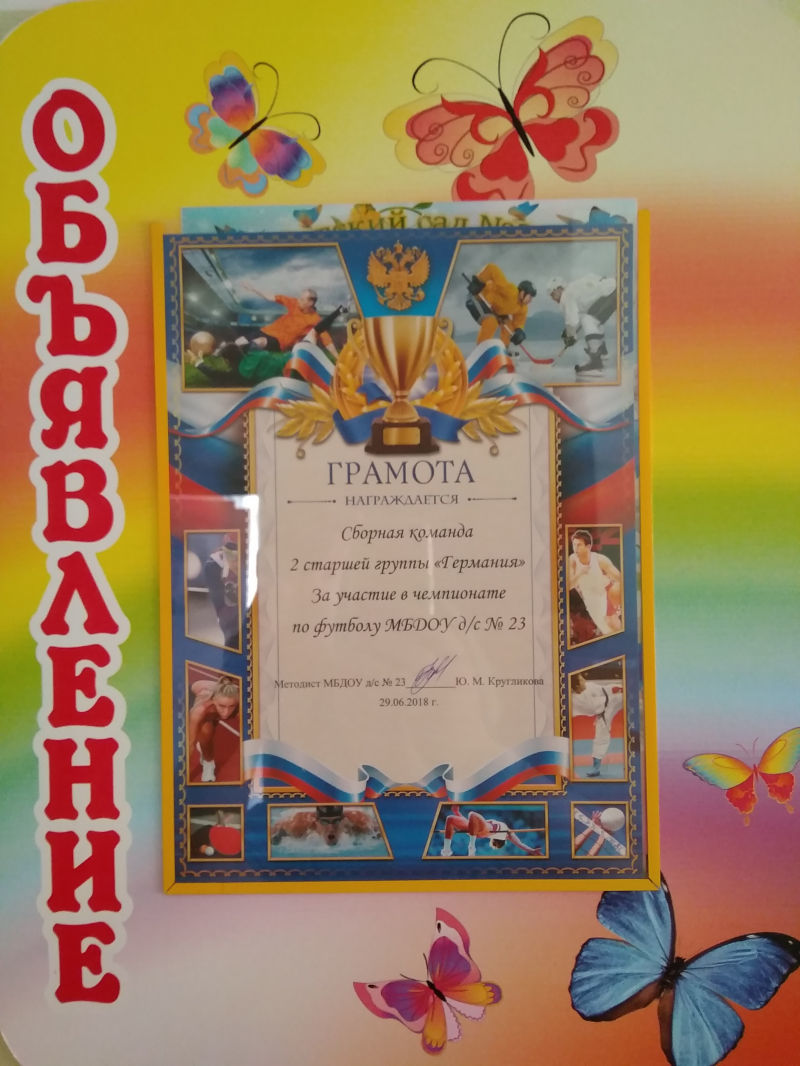 ОБЪЯВЛЕНИЕ
сад
ГРАМОТА
НАГРАЖДАЕТСЯ
Сборная команда
2 старшей группы «Германия»
За участие в чемпионате
по футболу МБДОУ д/с № 23
Методист МБДОУ д/с № 23 Ю. М. Кругликова
29.06.2018 г.